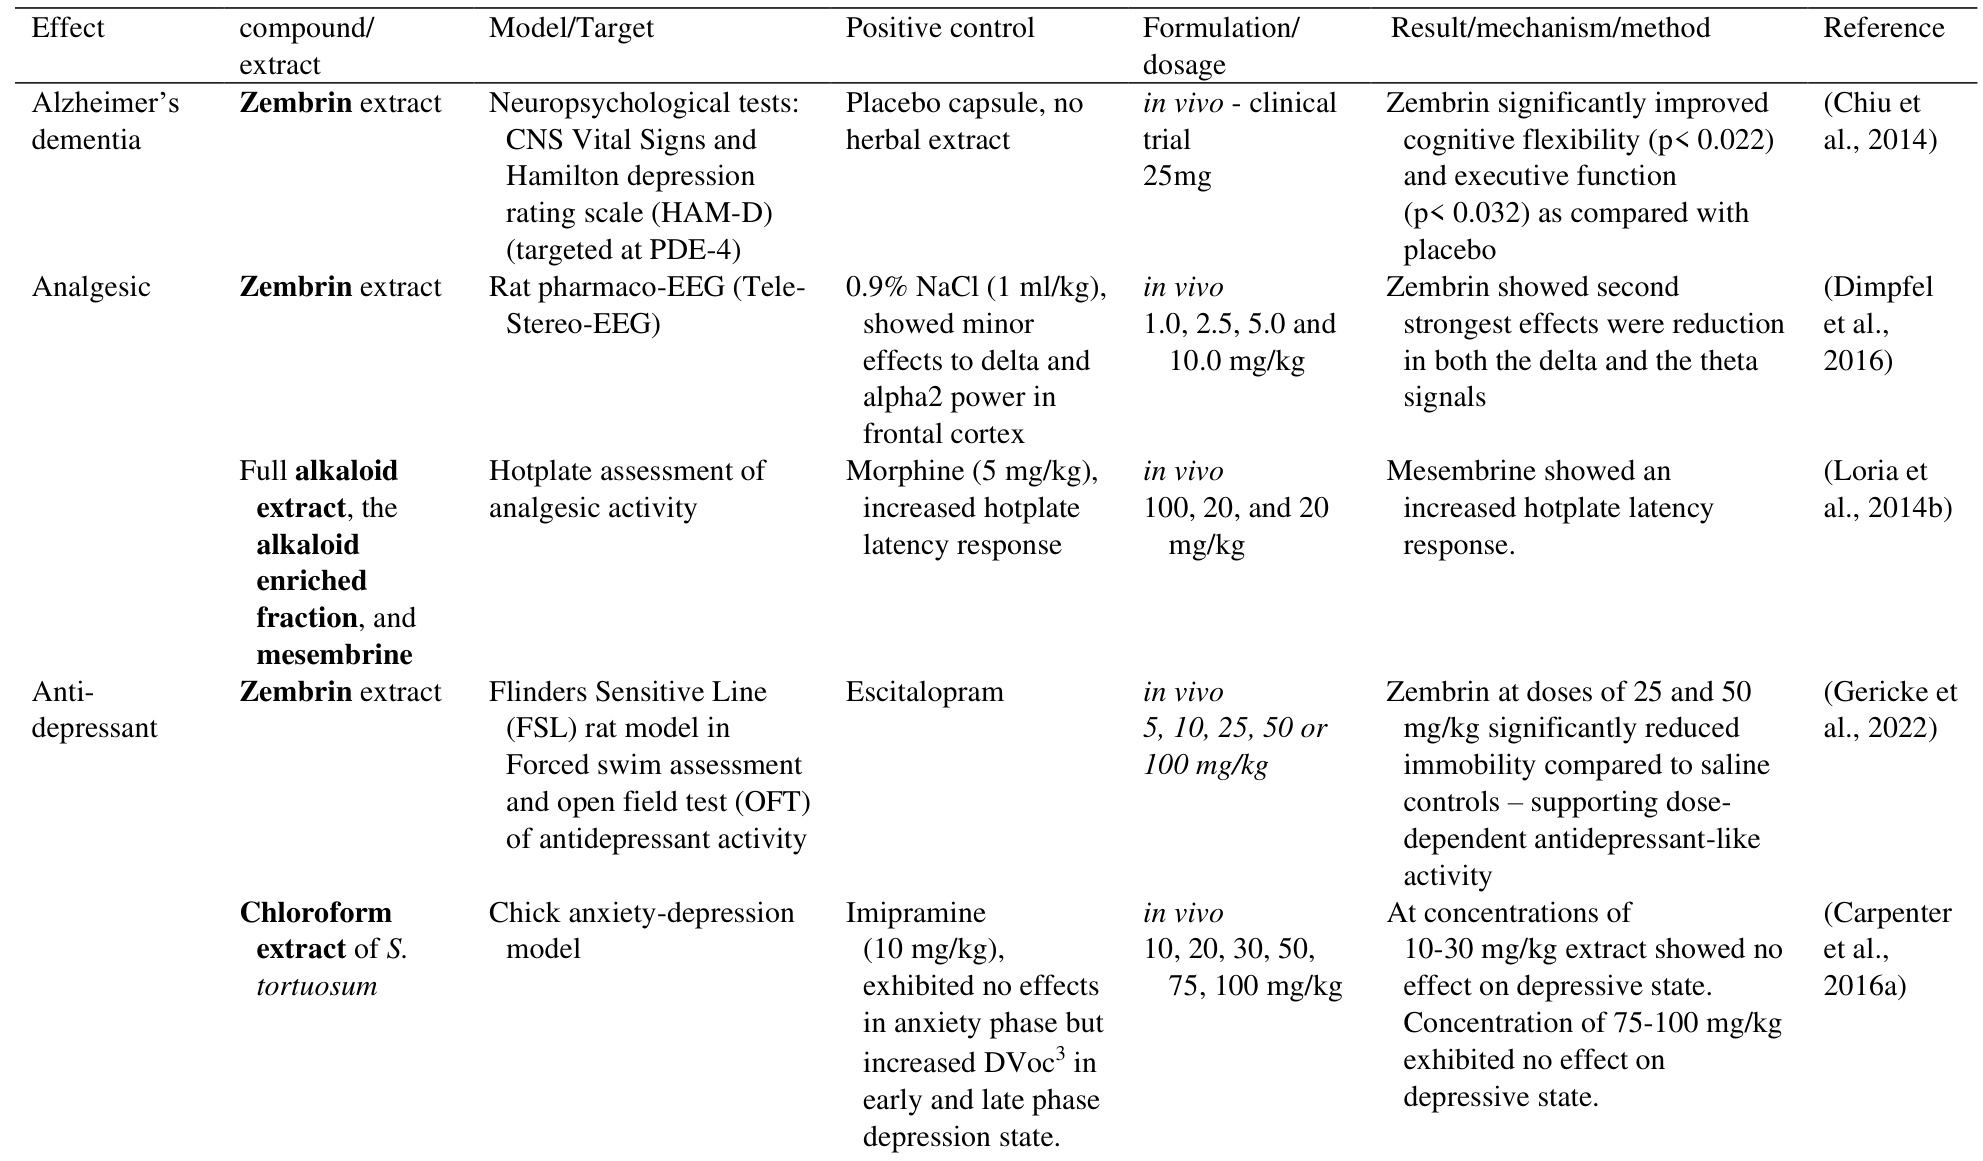 Effect
compound/
extract
Model/Target
Positive control
Formulation/
dosage
Result/mechanism/method
Reference
Alzheimer’s
dementia
Zembrin extract
Neuropsychological tests:
CNS Vital Signs and
Hamilton depression
rating scale (HAM-D)
(targeted at PDE-4)
Placebo capsule, no
herbal extract
in vivo - clinical
trial
25mg
Zembrin significantly improved
cognitive flexibility (p< 0.022)
and executive function
(p< 0.032) as compared with
placebo
(Chiu et
al., 2014)
Analgesic
Zembrin extract
Rat pharmaco-EEG (Tele-
Stereo-EEG)
0.9% NaCl (1 ml/kg),
showed minor
effects to delta and
alpha2 power in
frontal cortex
in vivo
1.0, 2.5, 5.0 and
10.0 mg/kg
Zembrin showed second
strongest effects were reduction
in both the delta and the theta
signals
(Dimpfel
et al.,
2016)
Full alkaloid
extract, the
alkaloid
enriched
fraction, and
mesembrine
Hotplate assessment of
analgesic activity
Morphine (5 mg/kg),
increased hotplate
latency response
in vivo
100, 20, and 20
mg/kg
Mesembrine showed an
increased hotplate latency
response.
(Loria et
al., 2014b)
Anti-
depressant
Zembrin extract
Flinders Sensitive Line
(FSL) rat model in
Forced swim assessment
and open field test (OFT)
of antidepressant activity
Escitalopram
in vivo
5, 10, 25, 50 or
100 mg/kg
Zembrin at doses of 25 and 50
mg/kg significantly reduced
immobility compared to saline
controls – supporting dose-
dependent antidepressant-like
activity
(Gericke et
al., 2022)
Chloroform
extract of S.
tortuosum
Chick anxiety-depression
model
Imipramine
(10 mg/kg),
exhibited no effects
in anxiety phase but
increased DVoc³ in
early and late phase
depression state.
in vivo
10, 20, 30, 50,
75, 100 mg/kg
At concentrations of
10-30 mg/kg extract showed no
effect on depressive state.
Concentration of 75-100 mg/kg
exhibited no effect on
depressive state.
(Carpenter
et al.,
2016a)